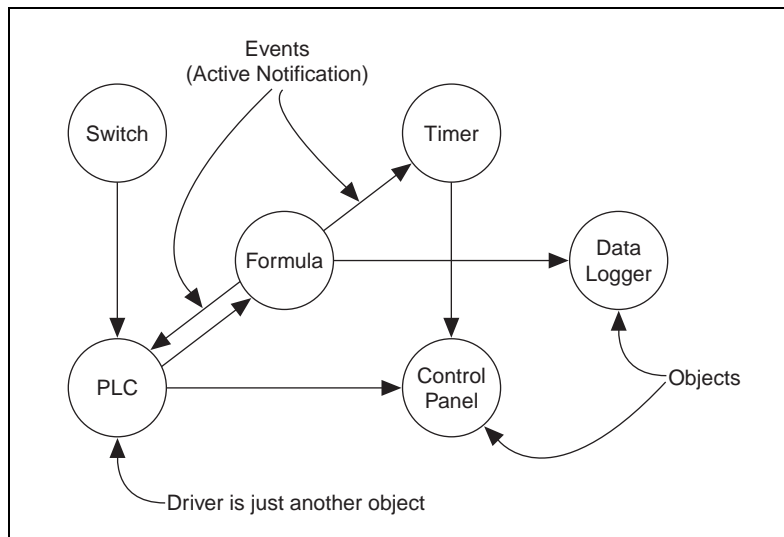 Events
(Active Notification)
Switch
Timer
Formula
Data
Logger
PLC
Control
Panel
Objects
Driver is just another object